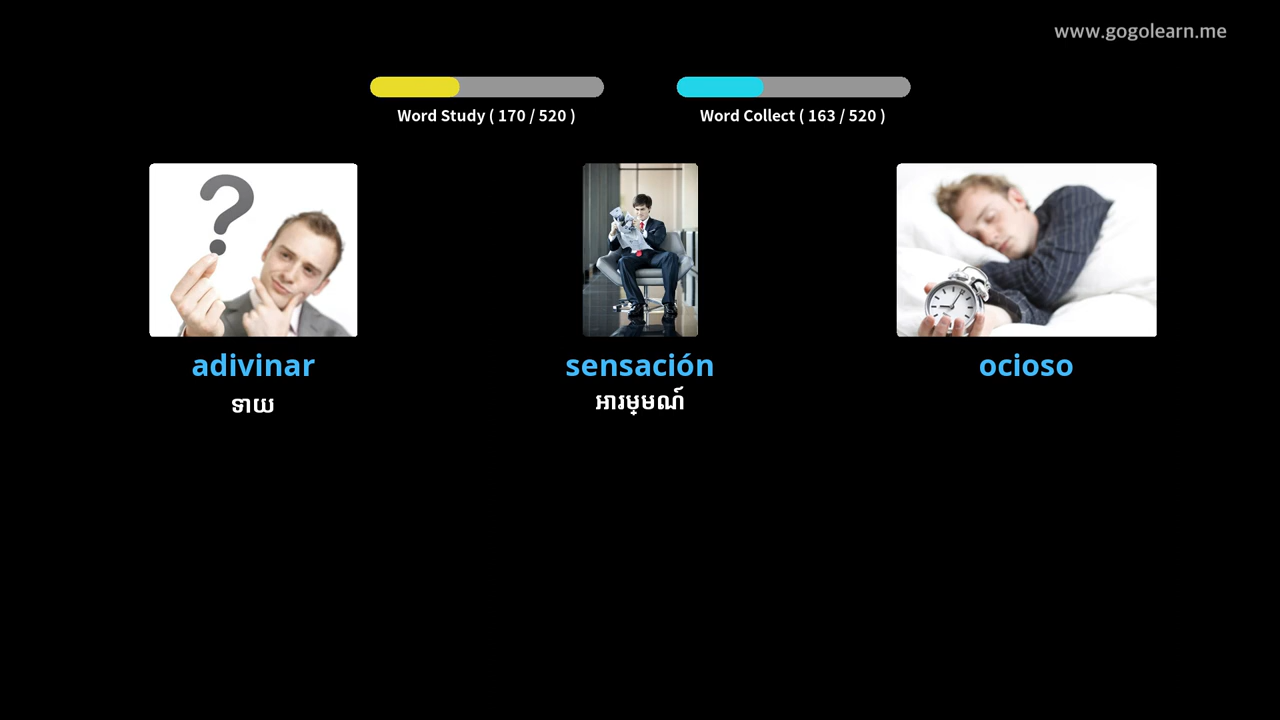 www.gogolearn.me
Word Study ( 170 / 520 )
Word Collect ( 163 / 520 )
adivinar
ទាយ
sensación
អារម្មណ៍
ocioso